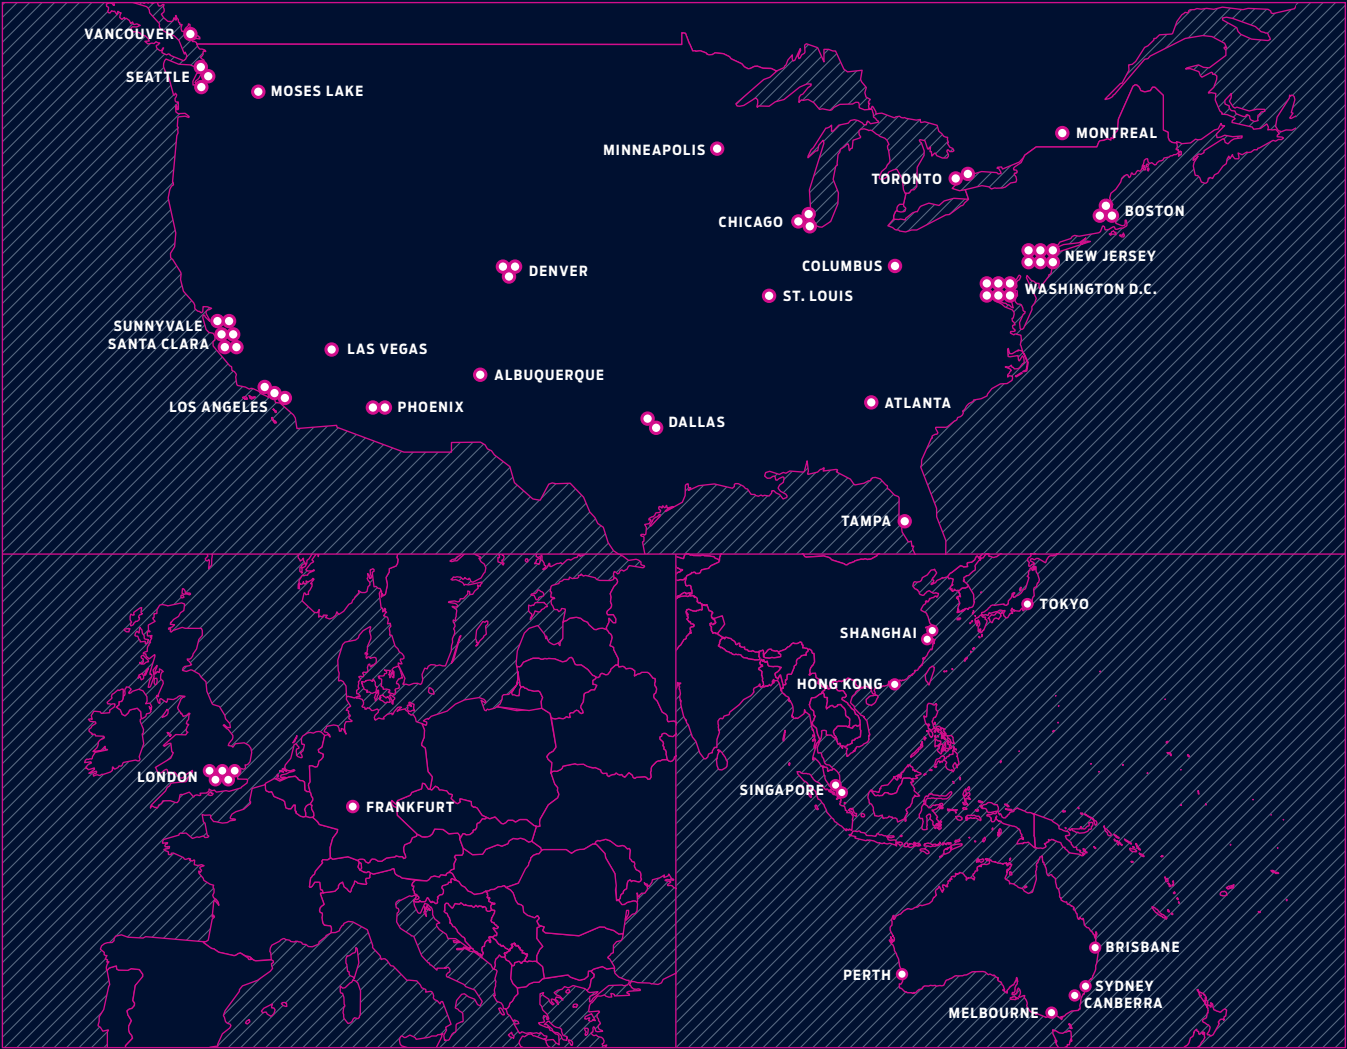 VANCOUVER
SEATTLE
MOSES LAKE
MONTREAL
MINNEAPOLIS
TORONTO
BOSTON
CHICAGO
NEW JERSEY
COLUMBUS
DENVER
WASHINGTON D.C.
ST. LOUIS
SUNNYVALE
SANTA CLARA
LAS VEGAS
ALBUQUERQUE
ATLANTA
LOS ANGELES
PHOENIX
DALLAS
TAMPA
LONDON
FRANKFURT
TOKYO
SHANGHAI
HONG KONG
SINGAPORE
BRISBANE
PERTH
SYDNEY
CANBERRA
MELBOURNE